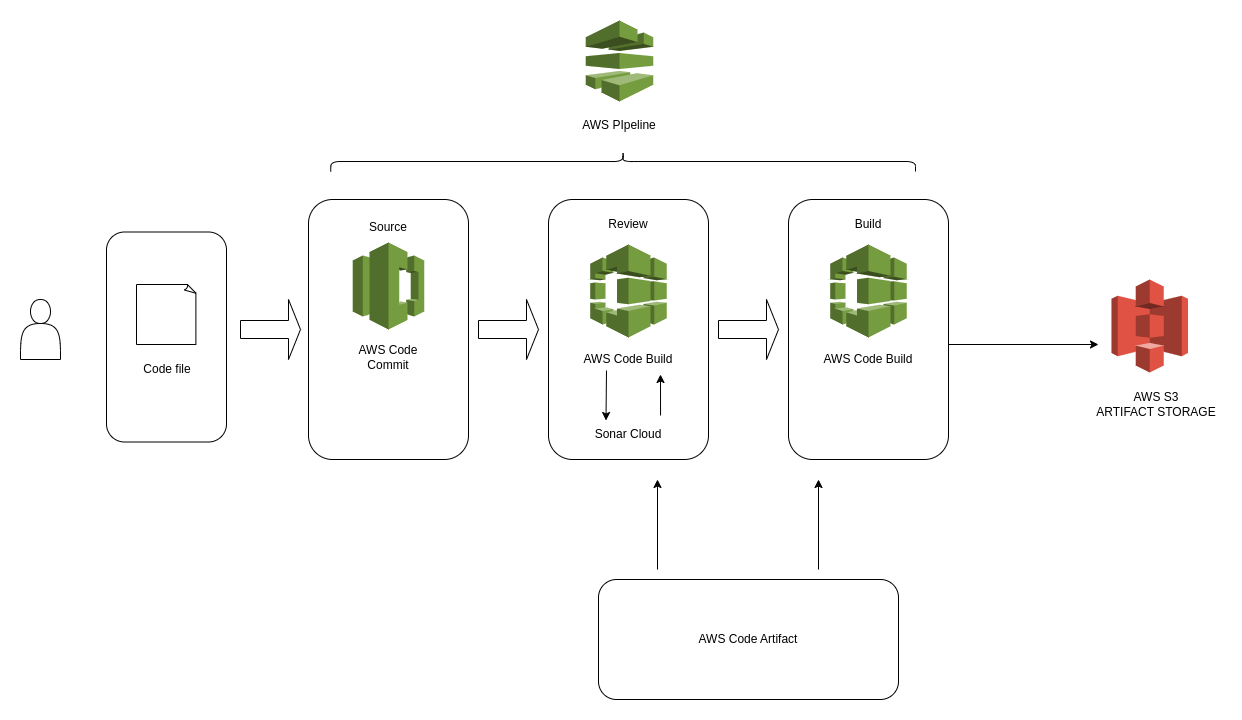 AWS PIpeline
Source
Review
Build
Code file
AWS Code
Commit
AWS Code Build
AWS Code Build
Sonar Cloud
AWS S3
ARTIFACT STORAGE
AWS Code Artifact